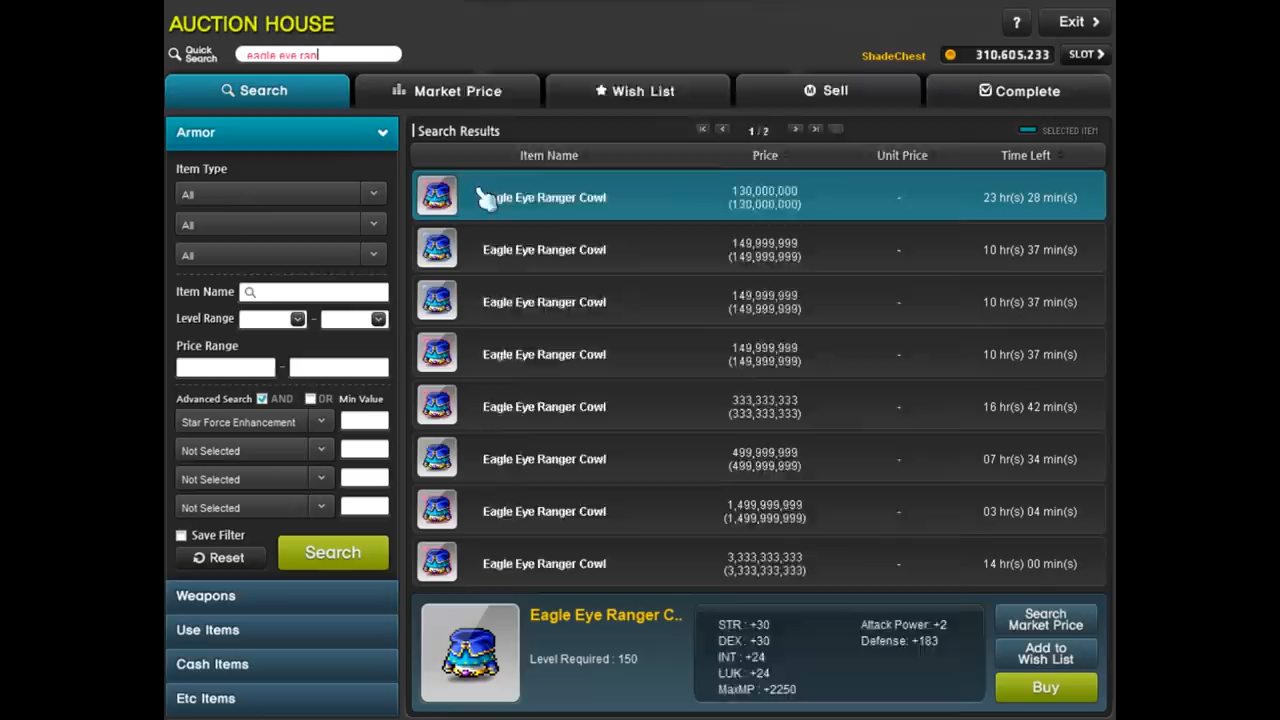 AUCTION HOUSE
?
Exit
Quick Search
eagle eye ran
ShadeChest
310,605,233
SLOT
Search
Market Price
Wish List
Sell
Complete
Armor
Item Type
All
All
All
Item Name
Level Range
-
Price Range
-
Advanced Search AND OR Min Value
Star Force Enhancement
Not Selected
Not Selected
Not Selected
Save Filter
Reset
Search
Weapons
Use Items
Cash Items
Etc Items
Search Results
1 / 2
SELECTED ITEM
Item Name Price Unit Price Time Left
gle Eye Ranger Cowl 130,000,000 (130,000,000) - 23 hr(s) 28 min(s)
Eagle Eye Ranger Cowl 149,999,999 (149,999,999) - 10 hr(s) 37 min(s)
Eagle Eye Ranger Cowl 149,999,999 (149,999,999) - 10 hr(s) 37 min(s)
Eagle Eye Ranger Cowl 149,999,999 (149,999,999) - 10 hr(s) 37 min(s)
Eagle Eye Ranger Cowl 333,333,333 (333,333,333) - 16 hr(s) 42 min(s)
Eagle Eye Ranger Cowl 499,999,999 (499,999,999) - 07 hr(s) 34 min(s)
Eagle Eye Ranger Cowl 1,499,999,999 (1,499,999,999) - 03 hr(s) 04 min(s)
Eagle Eye Ranger Cowl 3,333,333,333 (3,333,333,333) - 14 hr(s) 00 min(s)
Eagle Eye Ranger C..
Level Required : 150
STR : +30
DEX : +30
INT : +24
LUK : +24
MaxMP : +2250
Attack Power: +2
Defense: +183
Search Market Price
Add to Wish List
Buy